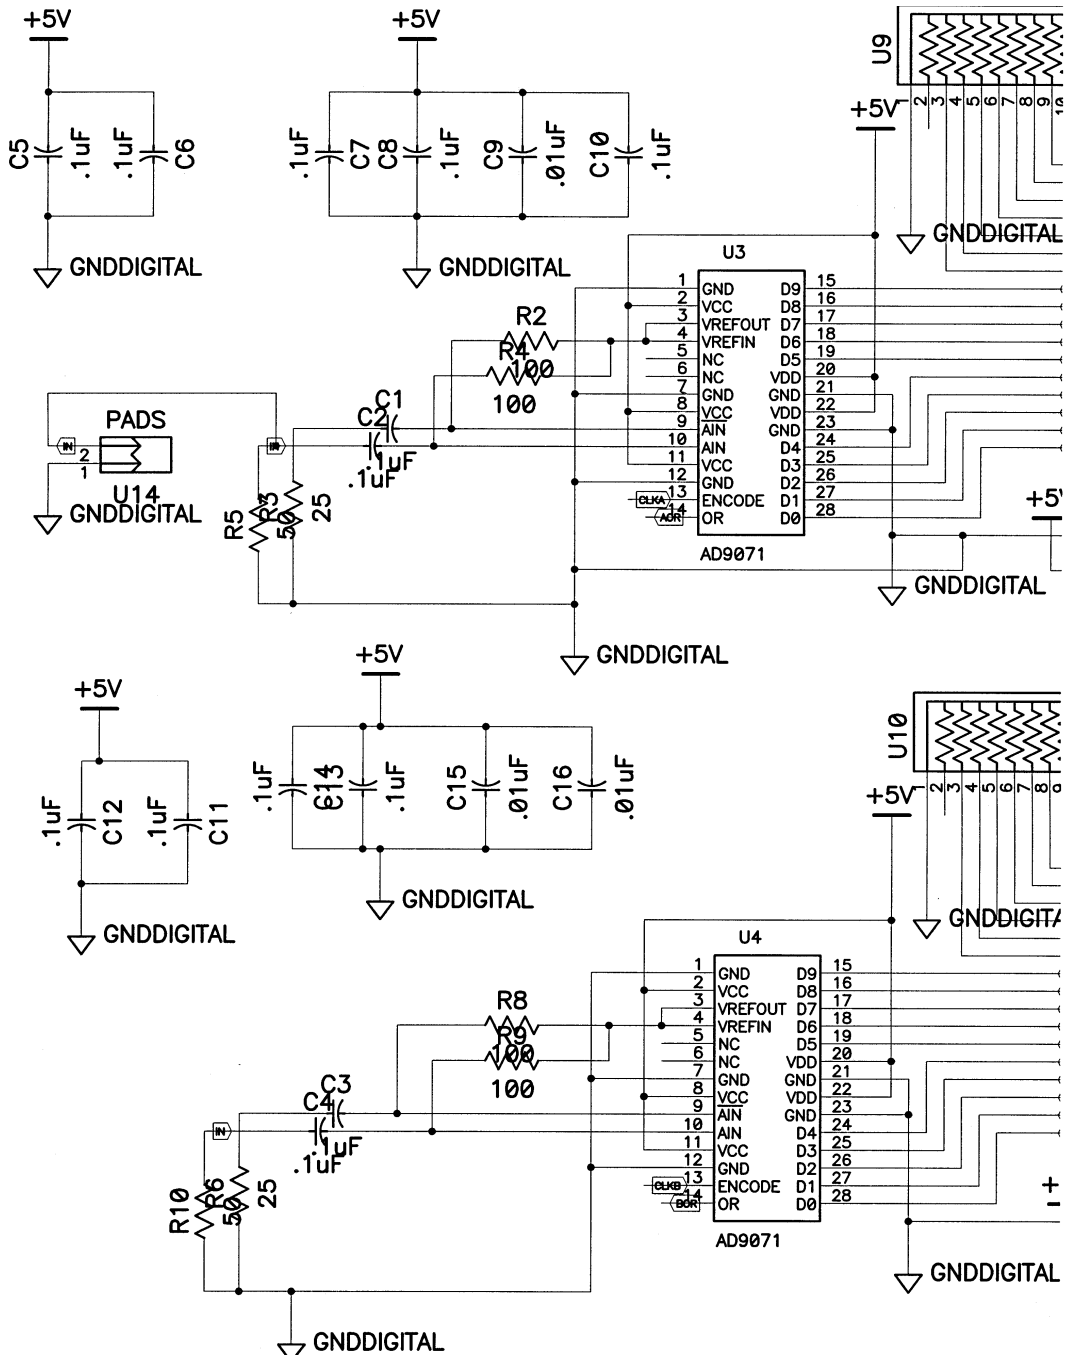 +5V
+5V
U9
C5
.1uF
.1uF
C6
.1uF
C7
C8
.1uF
C9
.01uF
C10
.1uF
+5V
1
2
3
4
5
6
7
8
9
10
GNDDIGITAL
GNDDIGITAL
GNDDIGITAL
U3
1 GND D9 15
2 VCC D8 16
3 VREFOUT D7 17
4 VREFIN D6 18
5 NC D5 19
6 NC VDD 20
7 GND GND 21
8 VCC VDD 22
9 AIN GND 23
10 AIN D4 24
11 VCC D3 25
12 GND D2 26
13 ENCODE D1 27
14 OR D0 28
AD9071
R2
R4
100
100
C1
C2
.1uF
.1uF
PADS
IN
2
1
U14
IN
GNDDIGITAL
R5
R3
50
25
CLKA
AOR
+5V
GNDDIGITAL
GNDDIGITAL
+5V
+5V
U10
.1uF
C12
.1uF
C11
.1uF
C14
C13
.1uF
C15
.01uF
C16
.01uF
+5V
1
2
3
4
5
6
7
8
9
GNDDIGITAL
GNDDIGITAL
GNDDIGITA
U4
1 GND D9 15
2 VCC D8 16
3 VREFOUT D7 17
4 VREFIN D6 18
5 NC D5 19
6 NC VDD 20
7 GND GND 21
8 VCC VDD 22
9 AIN GND 23
10 AIN D4 24
11 VCC D3 25
12 GND D2 26
13 ENCODE D1 27
14 OR D0 28
AD9071
R8
R9
100
100
C3
C4
.1uF
.1uF
IN
R10
R6
50
25
CLKB
BOR
+
GNDDIGITAL
GNDDIGITAL